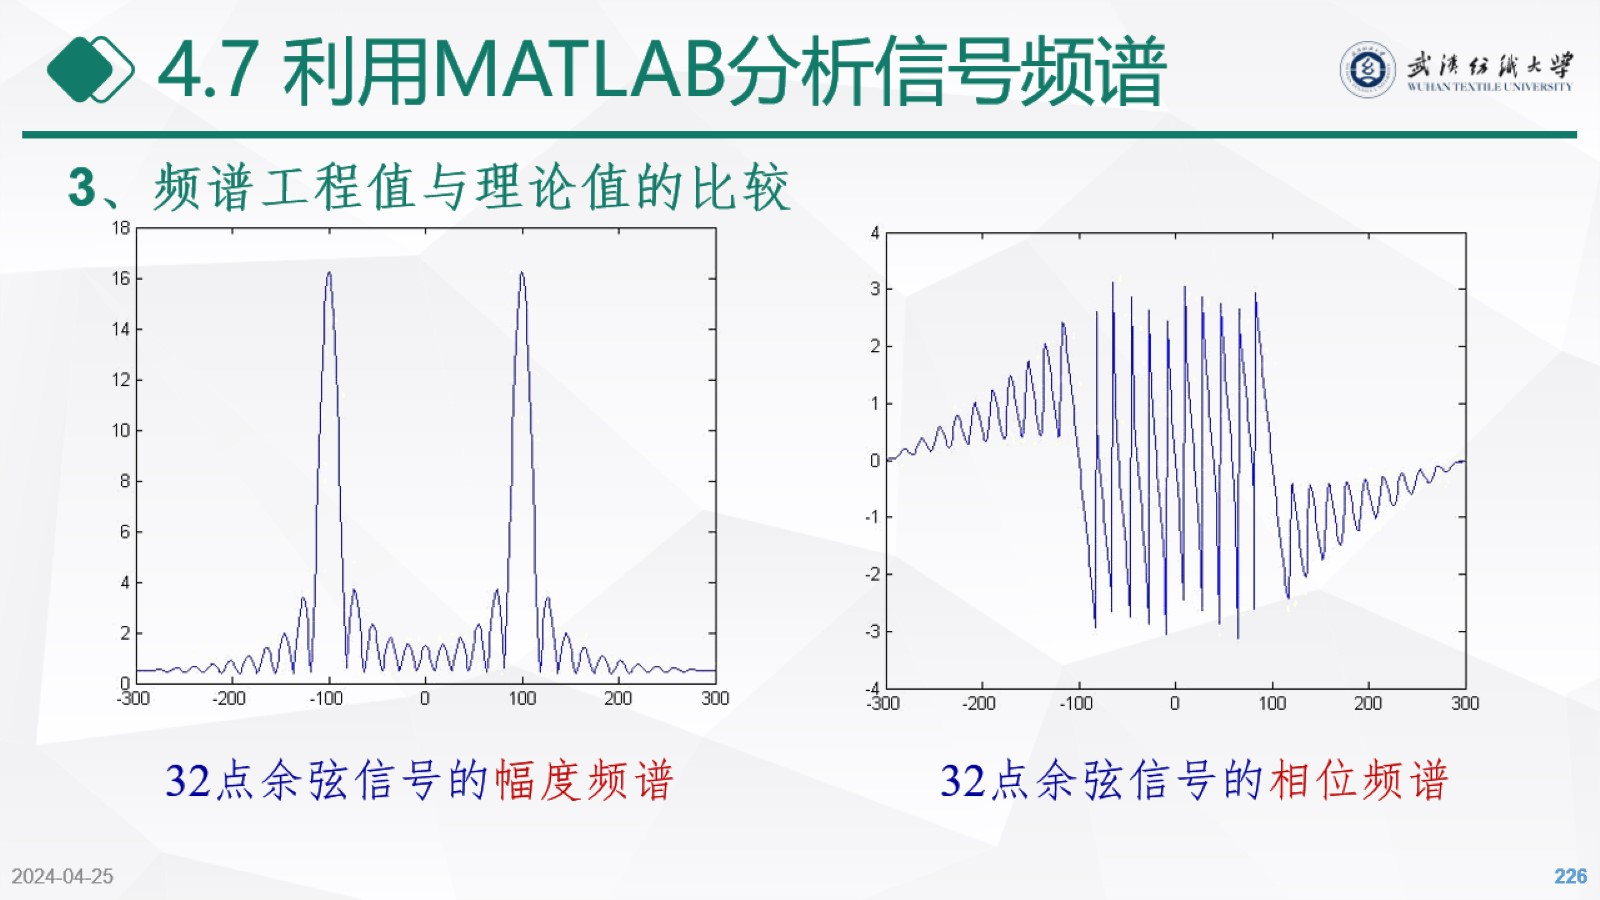 4.7 利用MATLAB分析信号频谱
武汉纺织大学
WUHAN TEXTILE UNIVERSITY
3、频谱工程值与理论值的比较
18
16
14
12
10
8
6
4
2
0
-300 -200 -100 0 100 200 300
4
3
2
1
0
-1
-2
-3
-4
-300 -200 -100 0 100 200 300
32点余弦信号的幅度频谱
32点余弦信号的相位频谱
2024-04-25
226